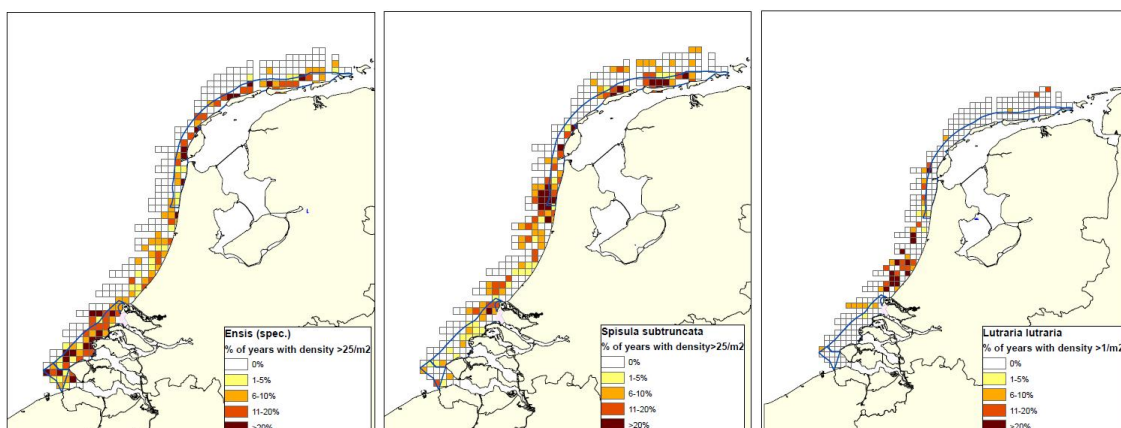 Ensis (spec.)
% of years with density >25/m2
0%
1-5%
6-10%
11-20%
>20%
Spisula subtruncata
% of years with density>25/m2
0%
1-5%
6-10%
11-20%
>20%
Lutraria lutraria
% of years with density >1/m2
0%
1-5%
6-10%
11-20%
>20%